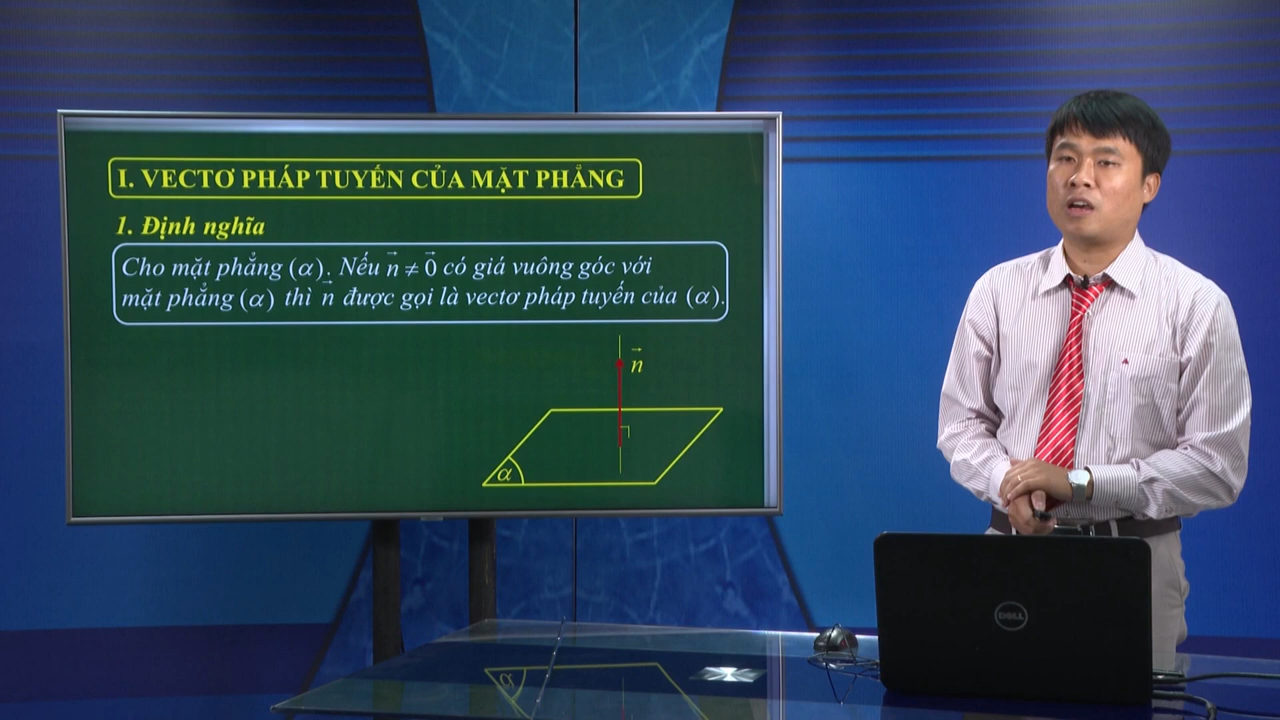 I. VECTƠ PHÁP TUYẾN CỦA MẶT PHẲNG
1. Định nghĩa
Cho mặt phẳng (α). Nếu n⃗ ≠ 0⃗ có giá vuông góc với
mặt phẳng (α) thì n⃗ được gọi là vectơ pháp tuyến của (α).
n⃗
α
DELL
α